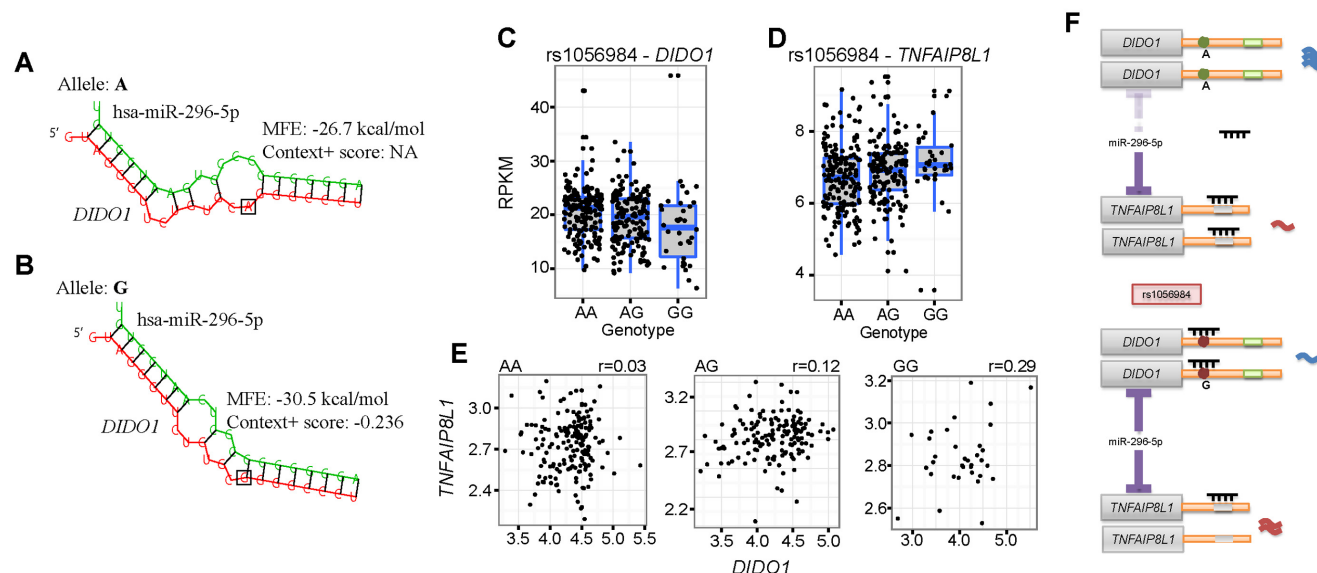 A
Allele: A
hsa-miR-296-5p
5'
MFE: -26.7 kcal/mol
Context+ score: NA
DIDO1
B
Allele: G
hsa-miR-296-5p
5'
MFE: -30.5 kcal/mol
Context+ score: -0.236
DIDO1
C
rs1056984 - DIDO1
RPKM
40
30
20
10
AA AG GG
Genotype
D
rs1056984 - TNFAIP8L1
8
6
4
AA AG GG
Genotype
E
AA r=0.03
AG r=0.12
GG r=0.29
TNFAIP8L1
3.0
2.7
2.4
3.5 4.0 4.5 5.0 5.5
3.2
2.7
2.2
3.5 4.0 4.5 5.0
3.2
3.0
2.8
2.6
3.0 4.0 5.0
DIDO1
F
DIDO1
A
DIDO1
A
miR-296-5p
TNFAIP8L1
TNFAIP8L1
rs1056984
DIDO1
DIDO1
G
miR-296-5p
TNFAIP8L1
TNFAIP8L1